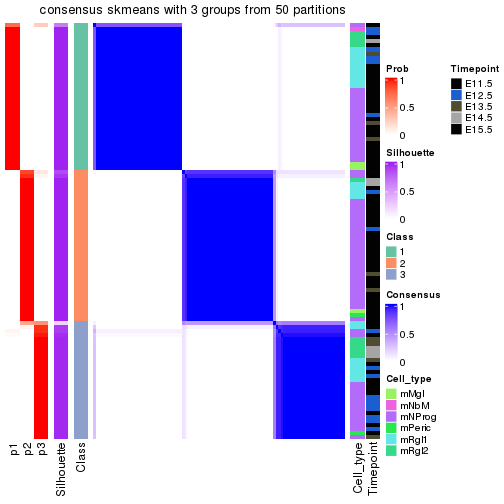 consensus skmeans with 3 groups from 50 partitions
Prob
1
0.5
0
Silhouette
1
0.5
0
Class
1
2
3
Consensus
1
0.5
0
Cell_type
mMgl
mNbM
mNProg
mPeric
mRgl1
mRgl2
Timepoint
E11.5
E12.5
E13.5
E14.5
E15.5
p1
p2
p3
Silhouette
Class
Cell_type
Timepoint